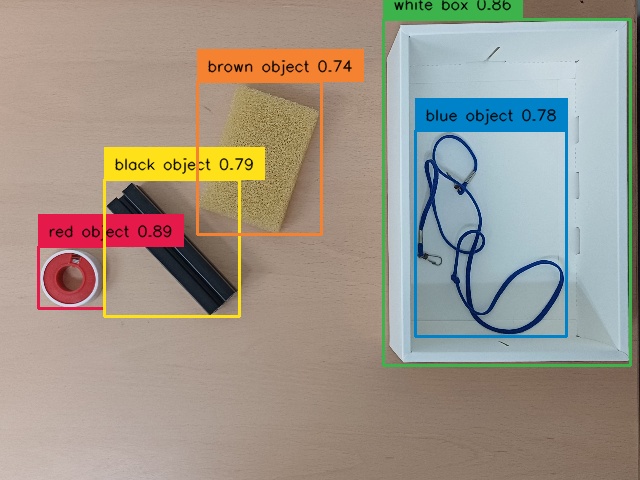 white box 0.86
brown object 0.74
blue object 0.78
black object 0.79
red object 0.89